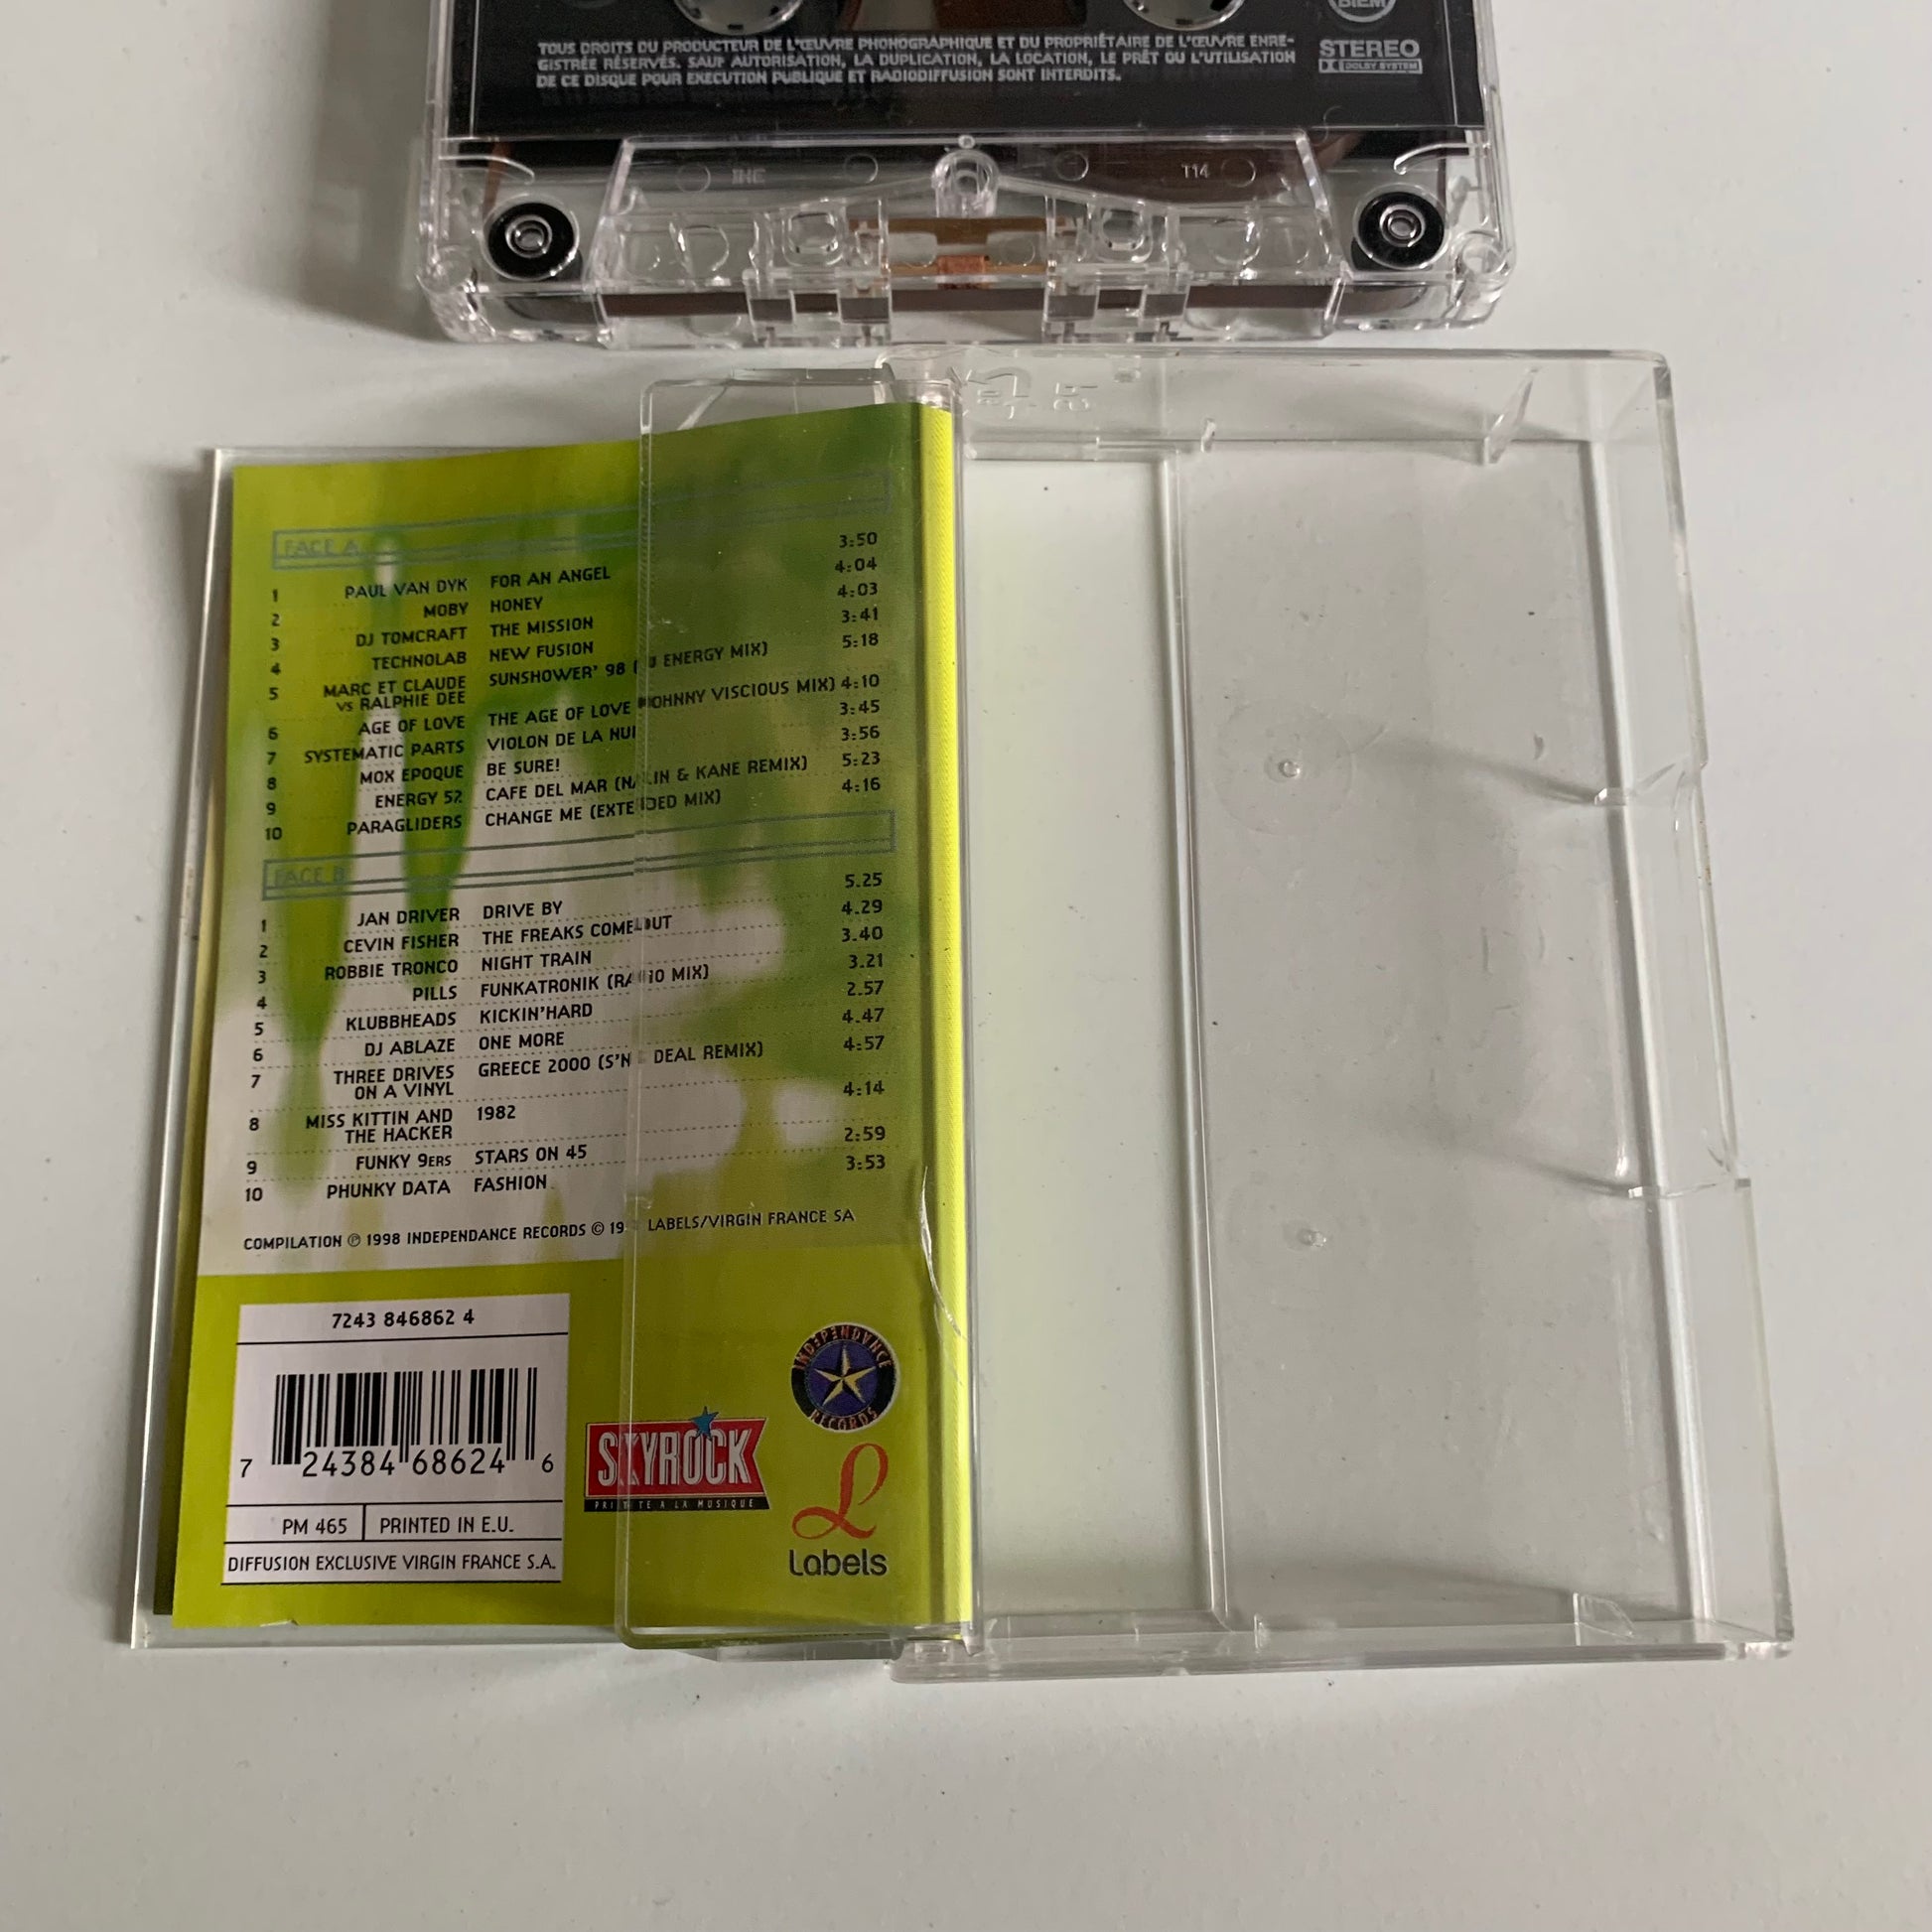 BIEM
TOUS DROITS DU PRODUCTEUR DE L'ŒUVRE PHONOGRAPHIQUE ET DU PROPRIÉTAIRE DE L'ŒUVRE ENRE-
GISTRÉE RÉSERVÉS. SAUF AUTORISATION, LA DUPLICATION, LA LOCATION, LE PRÊT OU L'UTILISATION
DE CE DISQUE POUR EXECUTION PUBLIQUE ET RADIODIFFUSION SONT INTERDITS.
STEREO
DOLBY SYSTEM
T14
FACE A
1 PAUL VAN DYK FOR AN ANGEL 3:50
2 MOBY HONEY 4:04
3 DJ TOMCRAFT THE MISSION 4:03
4 TECHNOLAB NEW FUSION 3:41
5 MARC ET CLAUDE SUNSHOWER' 98 ( ENERGY MIX) 5:18
VS RALPHIE DEE
6 AGE OF LOVE THE AGE OF LOVE JOHNNY VISCIOUS MIX) 4:10
7 SYSTEMATIC PARTS VIOLON DE LA NUI 3:45
8 MOX EPOQUE BE SURE! 3:56
9 ENERGY 52 CAFE DEL MAR (NALIN & KANE REMIX) 5:23
10 PARAGLIDERS CHANGE ME (EXTENDED MIX) 4:16
FACE B
1 JAN DRIVER DRIVE BY 5.25
2 CEVIN FISHER THE FREAKS COME OUT 4.29
3 ROBBIE TRONCO NIGHT TRAIN 3.40
4 PILLS FUNKATRONIK (RADIO MIX) 3.21
5 KLUBBHEADS KICKIN'HARD 2.57
6 DJ ABLAZE ONE MORE 4.47
7 THREE DRIVES GREECE 2000 (S'N DEAL REMIX) 4:57
ON A VINYL
8 MISS KITTIN AND 1982 4:14
THE HACKER
9 FUNKY 9ERS STARS ON 45 2:59
10 PHUNKY DATA FASHION 3:53
COMPILATION ℗ 1998 INDEPENDANCE RECORDS © 19 LABELS/VIRGIN FRANCE SA
7243 846862 4
7 24384 68624 6
PM 465 PRINTED IN E.U.
DIFFUSION EXCLUSIVE VIRGIN FRANCE S.A.
SKYROCK
A LA MUSIQUE
INDEPENDANCE
RECORDS
L
Labels